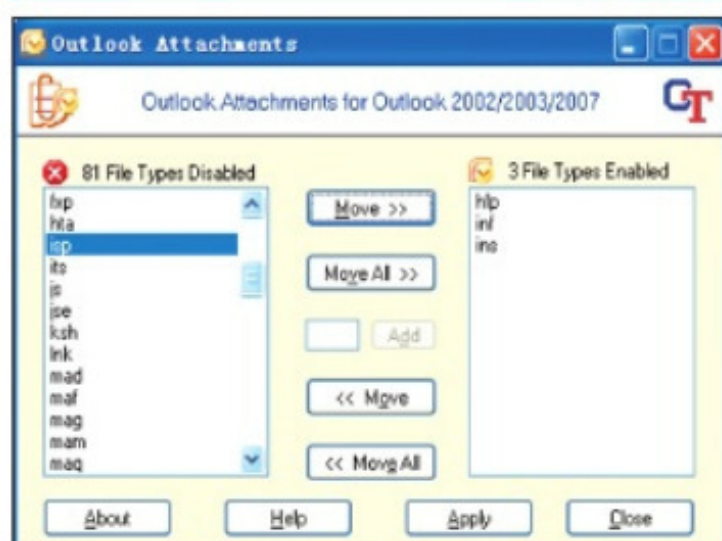 Outlook Attachments
Outlook Attachments for Outlook 2002/2003/2007
GT
81 File Types Disabled
3 File Types Enabled
fxp
hta
isp
its
js
jse
ksh
lnk
mad
maf
mag
mam
maq
Move >>
Move All >>
Add
<< Move
<< Move All
hlp
inf
ins
About
Help
Apply
Close